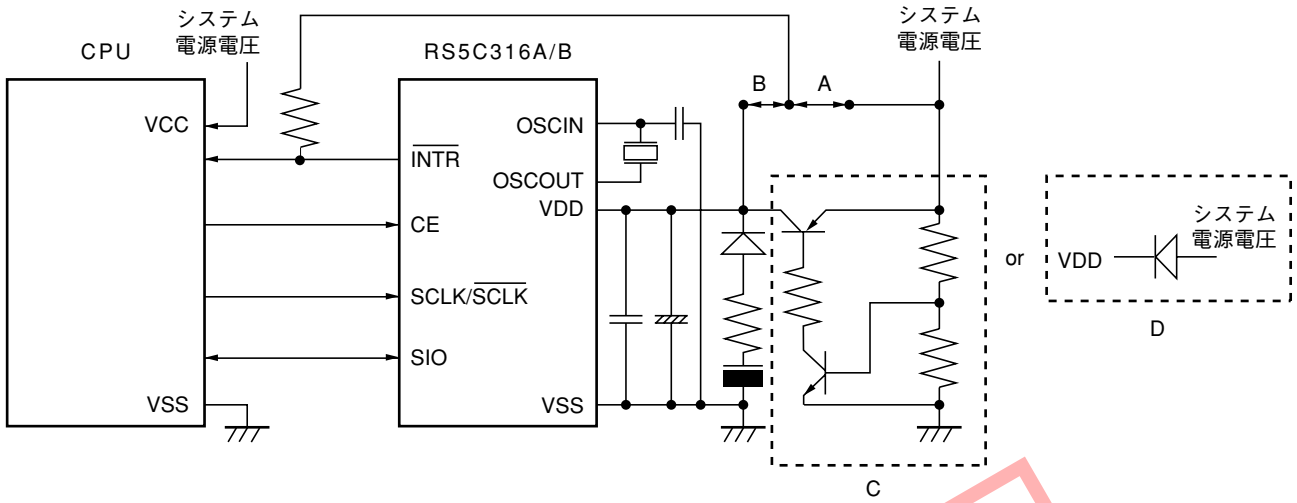 システム
電源電圧
CPU
RS5C316A/B
システム
電源電圧
B
A
VCC
INTR
OSCIN
OSCOUT
VDD
CE
SCLK/SCLK
SIO
VSS
VSS
C
or
VDD
システム
電源電圧
D